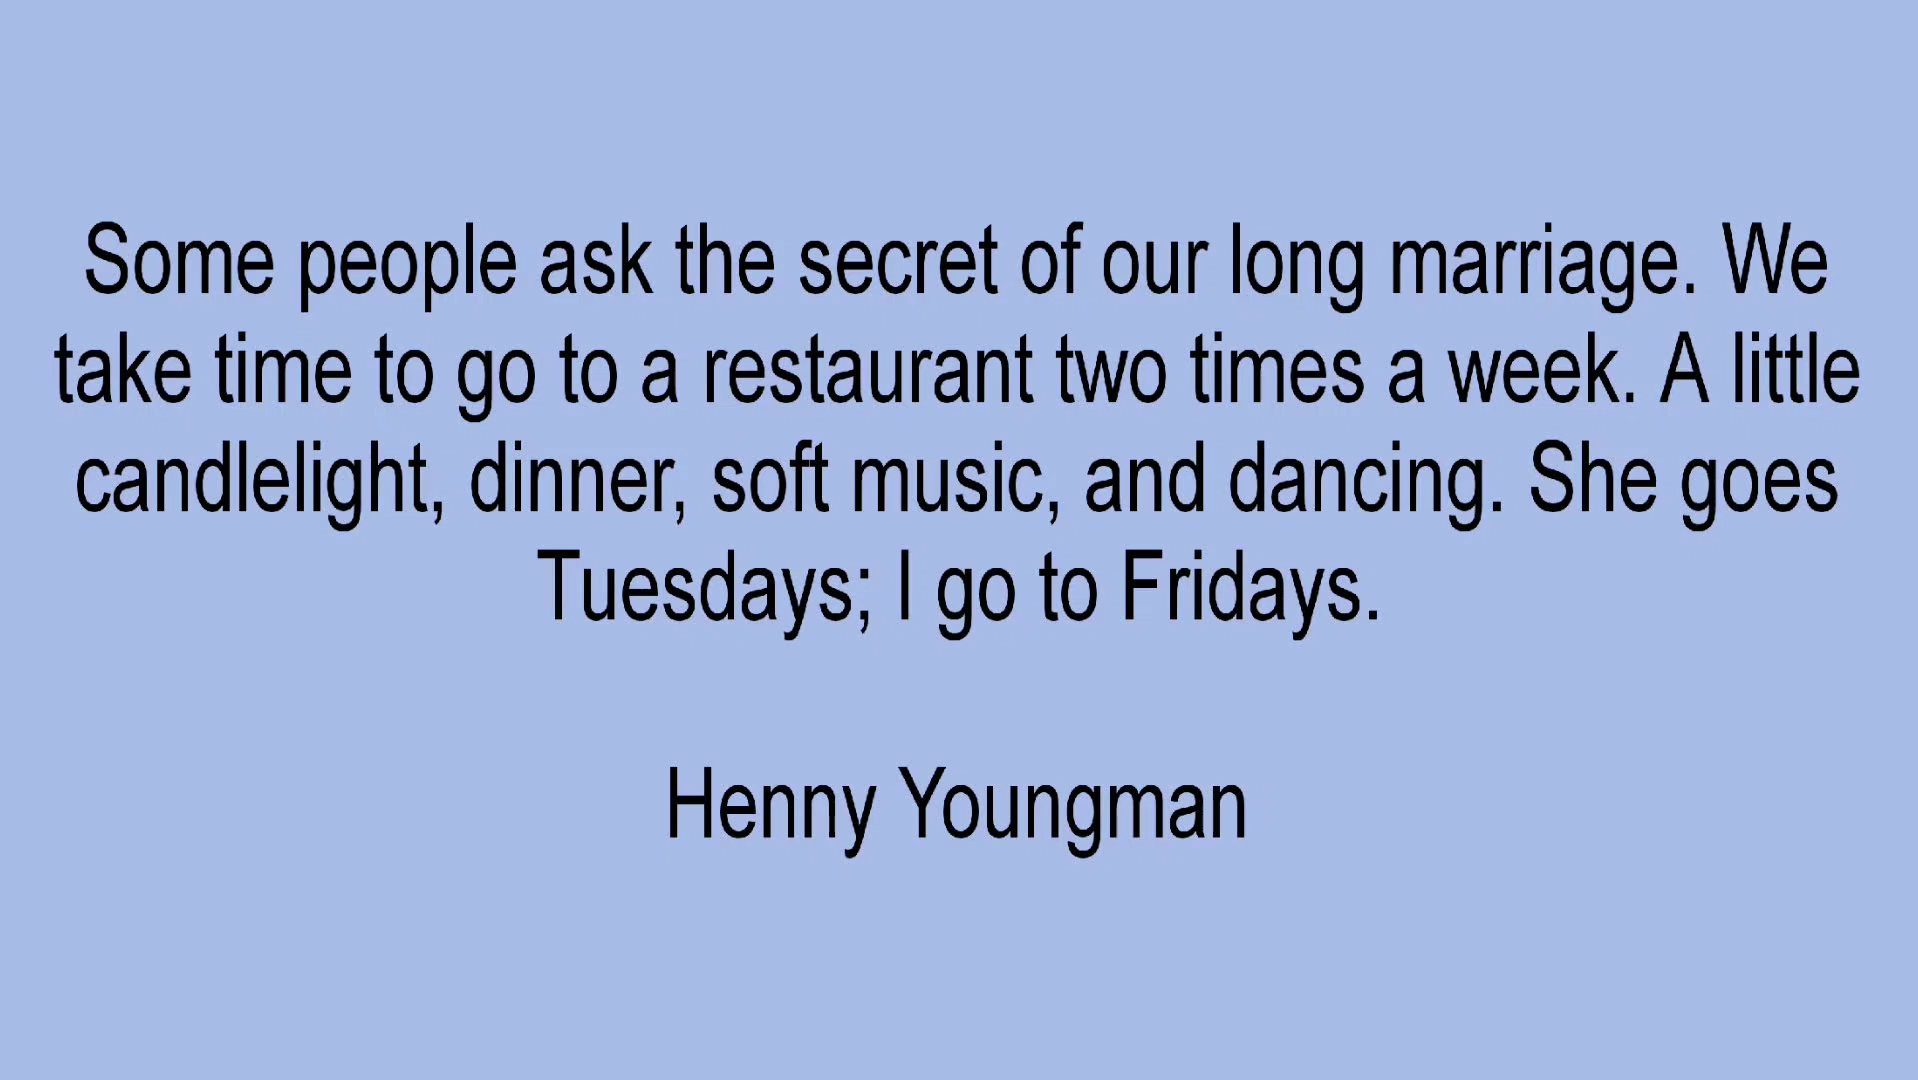 Some people ask the secret of our long marriage. We
take time to go to a restaurant two times a week. A little
candlelight, dinner, soft music, and dancing. She goes
Tuesdays; I go to Fridays.
Henny Youngman